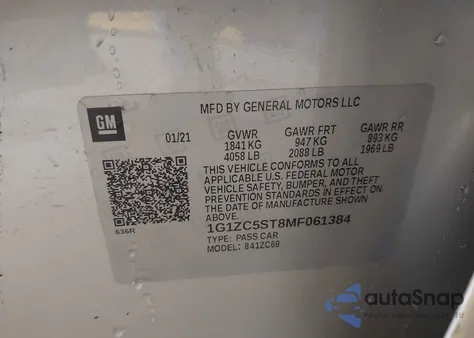 MFD BY GENERAL MOTORS LLC
GM
01/21 GVWR GAWR FRT GAWR RR
1841 KG 947 KG 893 KG
4058 LB 2088 LB 1969 LB
THIS VEHICLE CONFORMS TO ALL
APPLICABLE U.S. FEDERAL MOTOR
VEHICLE SAFETY, BUMPER, AND THEFT
PREVENTION STANDARDS IN EFFECT
ON THE DATE OF MANUFACTURE SHOWN
ABOVE.
636R
1G1ZC5ST8MF061384
TYPE: PASS CAR
MODEL: 841ZC69
autoSnap